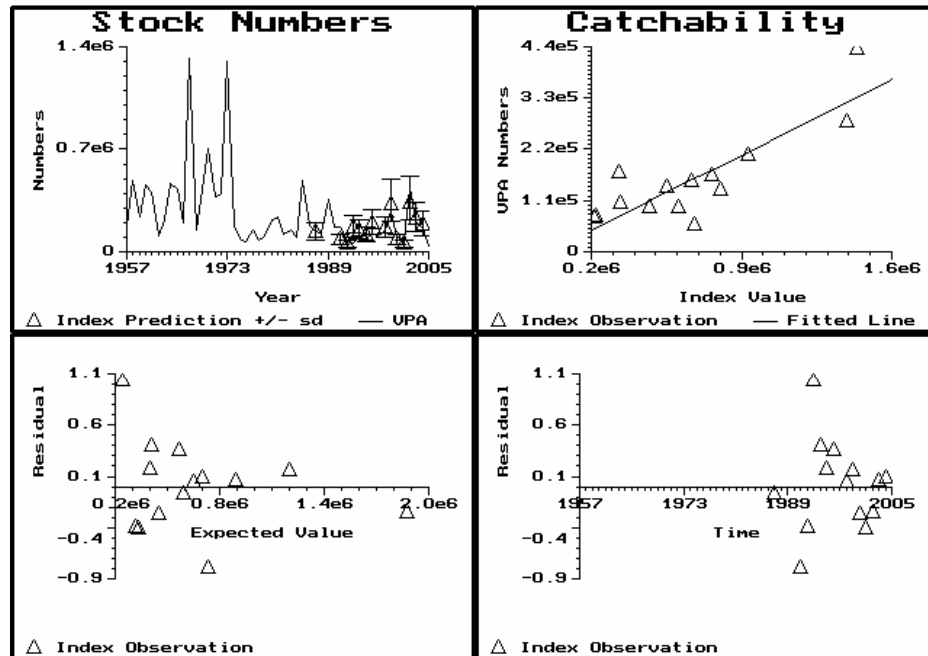 Stock Numbers
1.4e6
Numbers
0.7e6
0
1957 1973 1989 2005
Year
△ Index Prediction +/- sd — VPA
Catchability
4.4e5
3.3e5
VPA Numbers
2.2e5
1.1e5
0
0.2e6 0.9e6 1.6e6
Index Value
△ Index Observation — Fitted Line
1.1
Residual
0.6
0.1
0.2e6 0.8e6 1.4e6 2.0e6
Expected Value
-0.4
-0.9
△ Index Observation
1.1
Residual
0.6
0.1
1957 1973 1989 2005
Time
-0.4
-0.9
△ Index Observation